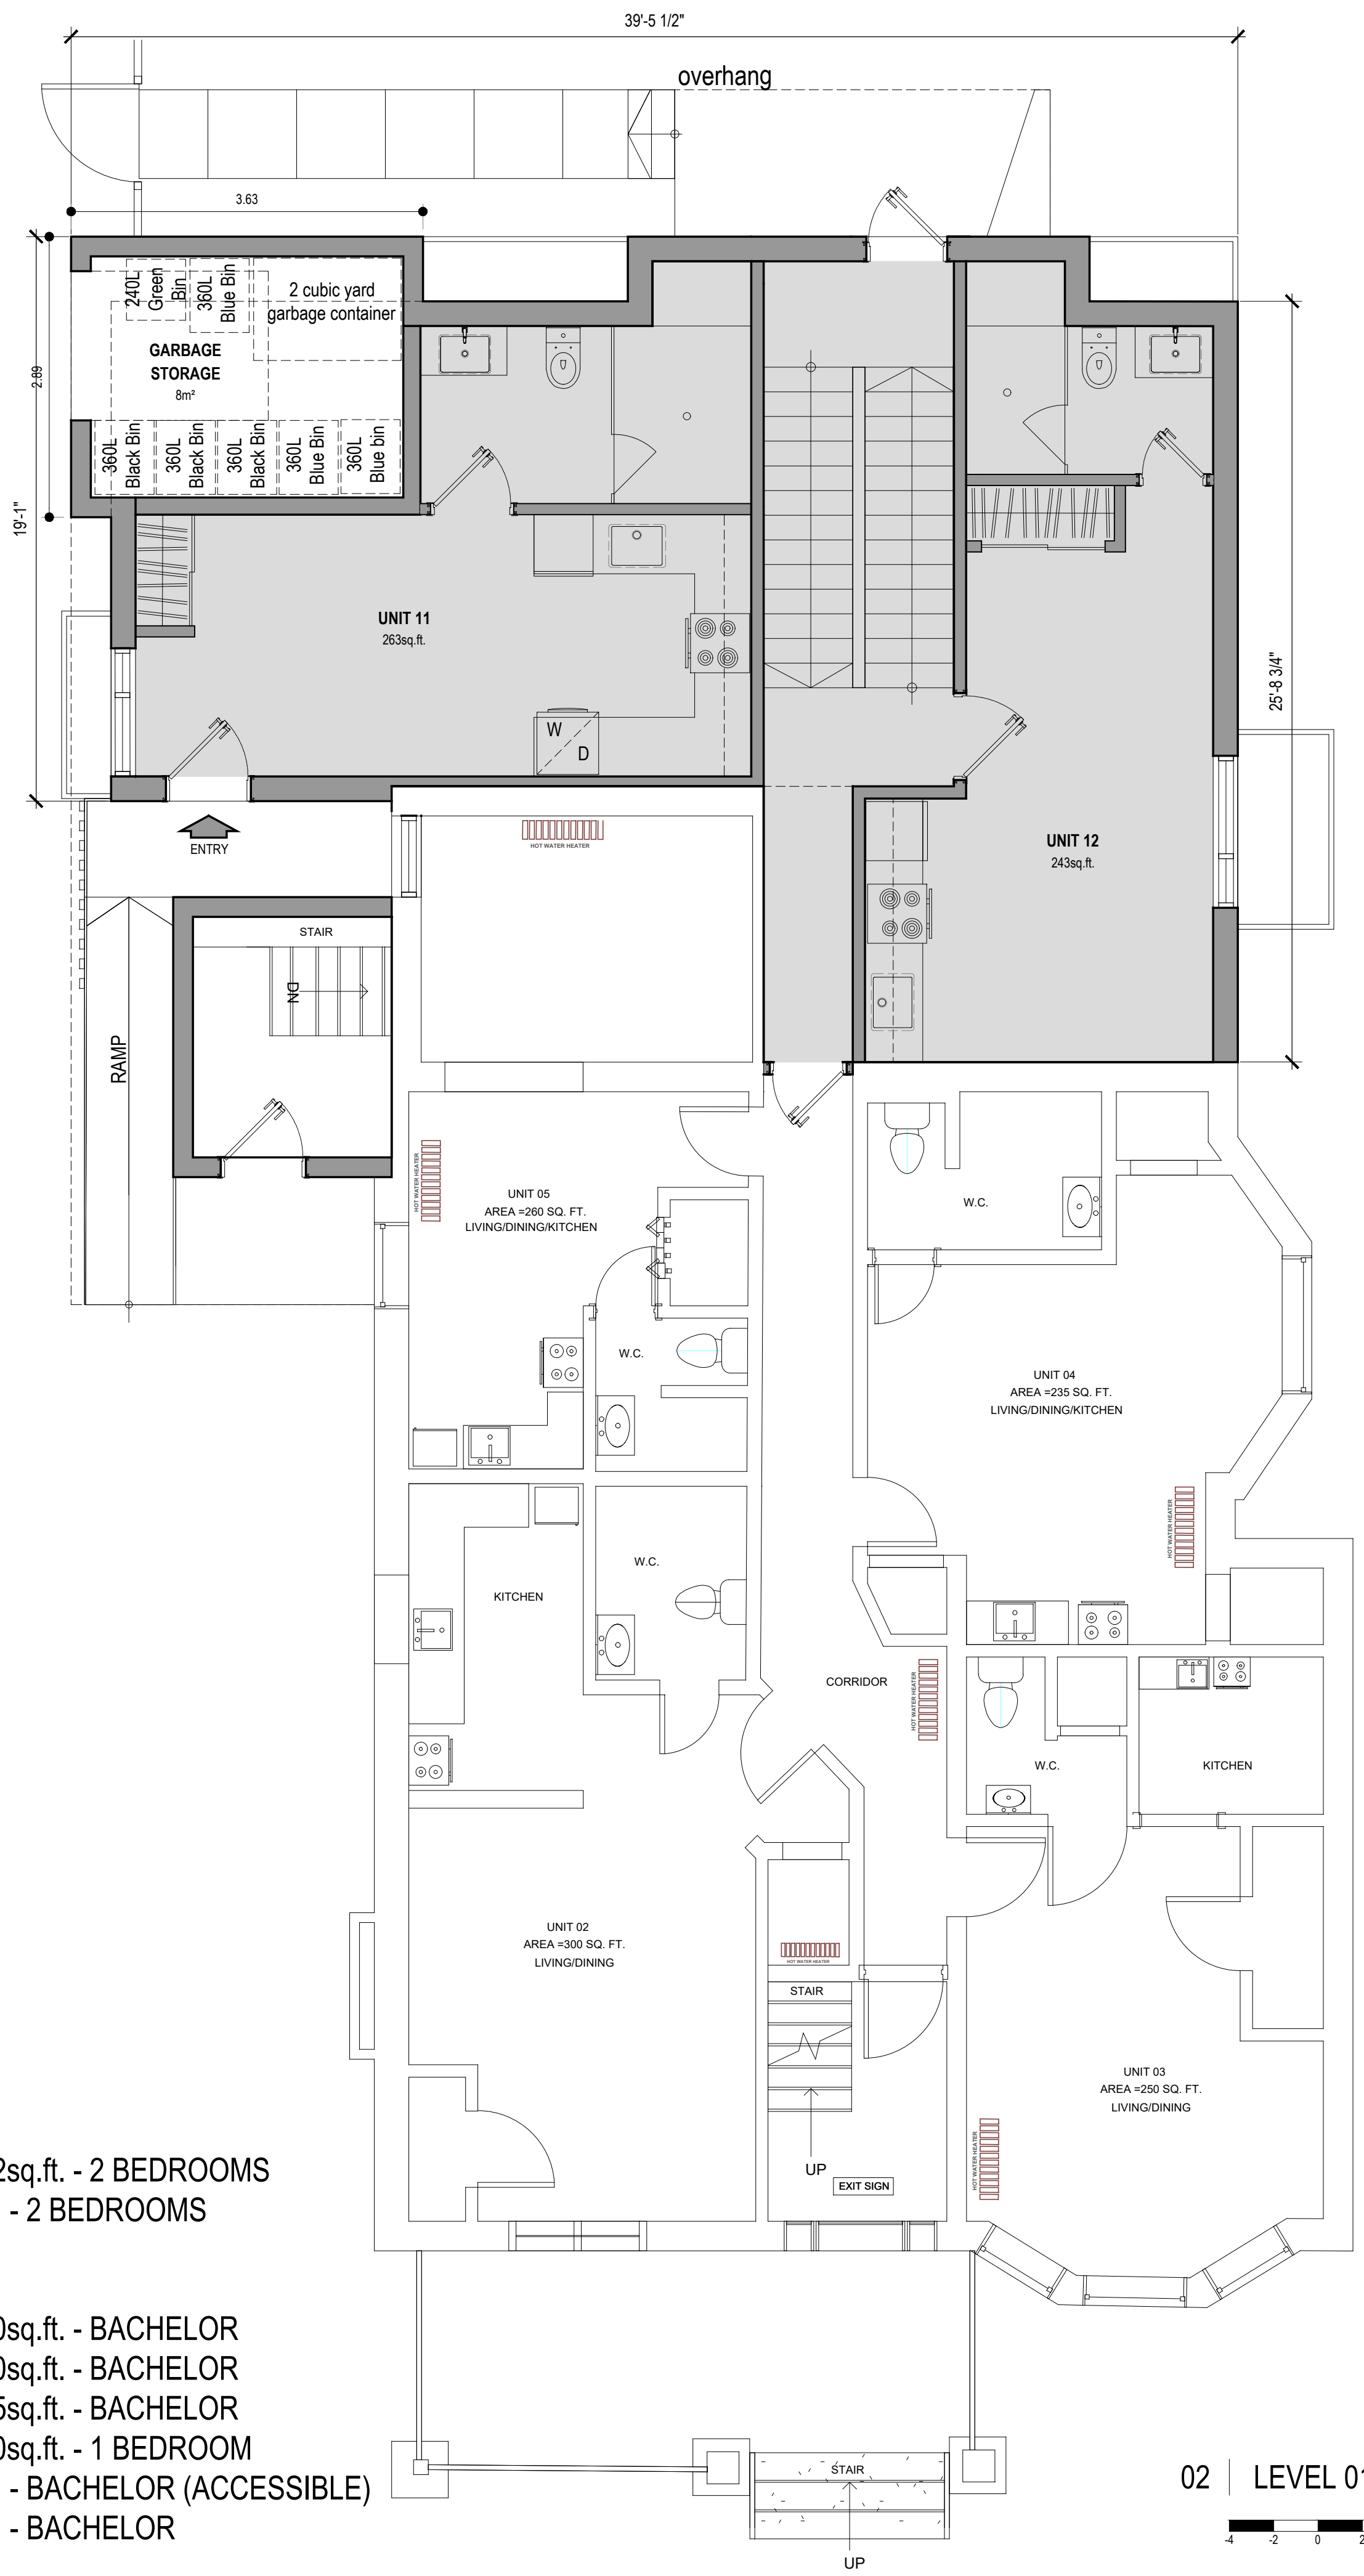 39'-5 1/2"
overhang
3.63
240L
Green
Bin
360L
Blue Bin
2 cubic yard
garbage container
GARBAGE
STORAGE
8m²
2.89
19'-1"
360L
Black Bin
360L
Black Bin
360L
Black Bin
360L
Blue Bin
360L
Blue bin
UNIT 11
263sq.ft.
W
D
25'-8 3/4"
UNIT 12
243sq.ft.
ENTRY
HOT WATER HEATER
STAIR
DN
RAMP
HOT WATER HEATER
UNIT 05
AREA =260 SQ. FT.
LIVING/DINING/KITCHEN
W.C.
W.C.
UNIT 04
AREA =235 SQ. FT.
LIVING/DINING/KITCHEN
HOT WATER HEATER
W.C.
KITCHEN
CORRIDOR
HOT WATER HEATER
W.C.
KITCHEN
UNIT 02
AREA =300 SQ. FT.
LIVING/DINING
HOT WATER HEATER
STAIR
UP
EXIT SIGN
UNIT 03
AREA =250 SQ. FT.
LIVING/DINING
HOT WATER HEATER
2sq.ft. - 2 BEDROOMS
- 2 BEDROOMS
0sq.ft. - BACHELOR
0sq.ft. - BACHELOR
5sq.ft. - BACHELOR
0sq.ft. - 1 BEDROOM
- BACHELOR (ACCESSIBLE)
- BACHELOR
STAIR
UP
02 | LEVEL 01
-4 -2 0 2